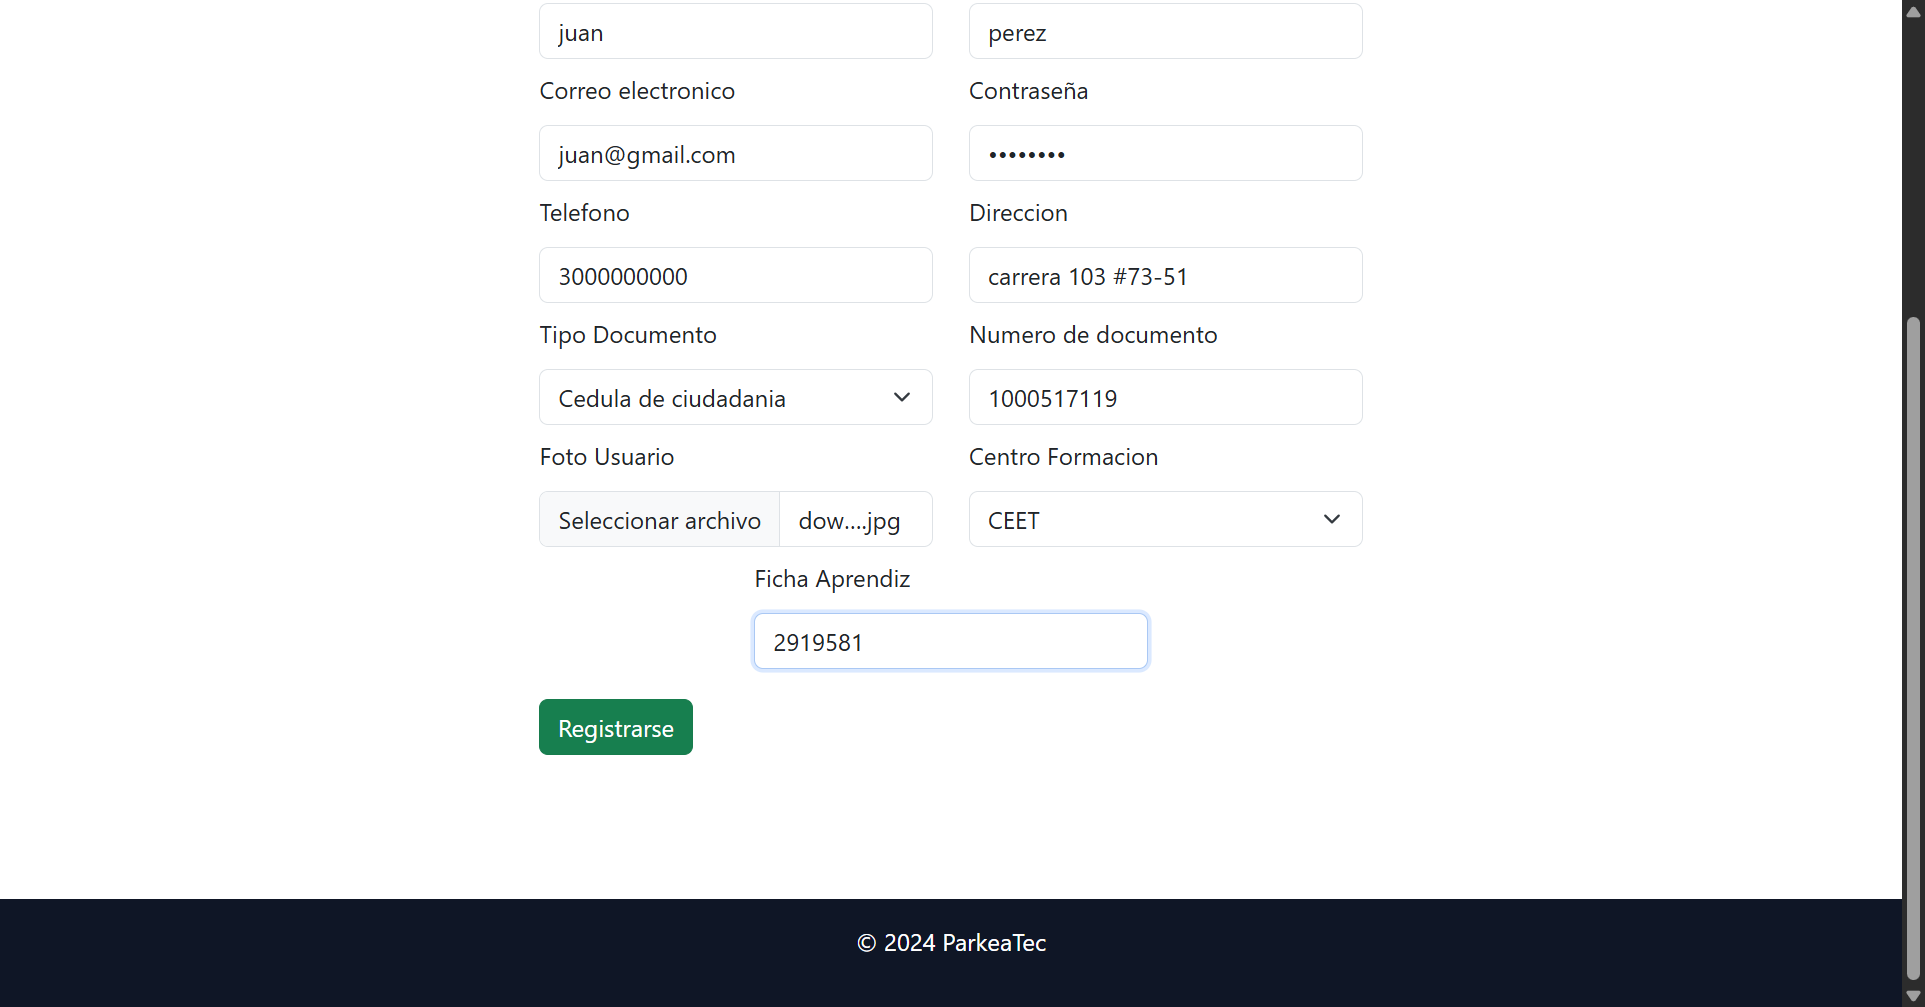 juan perez
Correo electronico Contraseña
juan@gmail.com ••••••••
Telefono Direccion
3000000000 carrera 103 #73-51
Tipo Documento Numero de documento
Cedula de ciudadania 1000517119
Foto Usuario Centro Formacion
Seleccionar archivo dow....jpg CEET
Ficha Aprendiz
2919581
Registrarse
© 2024 ParkeaTec